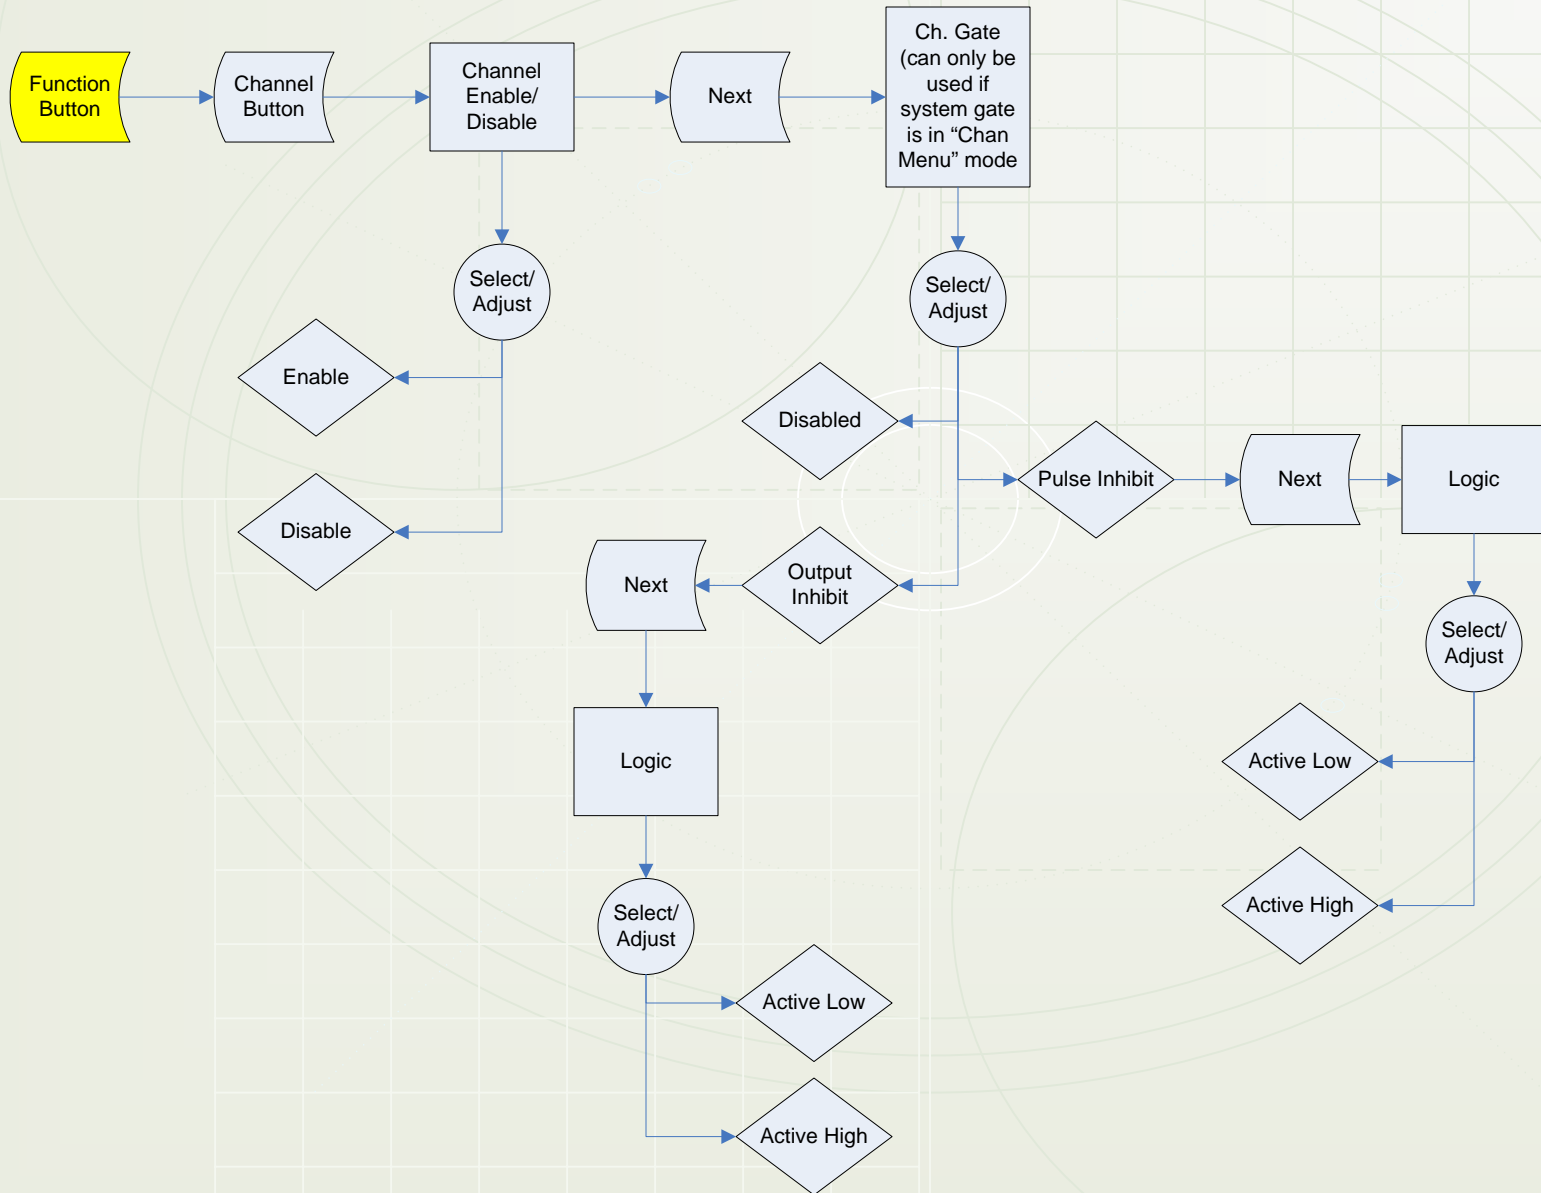 Function
Button
Channel
Button
Channel
Enable/
Disable
Next
Ch. Gate
(can only be
used if
system gate
is in “Chan
Menu” mode
Select/
Adjust
Select/
Adjust
Enable
Disable
Disabled
Pulse Inhibit
Next
Logic
Output
Inhibit
Next
Select/
Adjust
Logic
Active Low
Active High
Select/
Adjust
Active Low
Active High